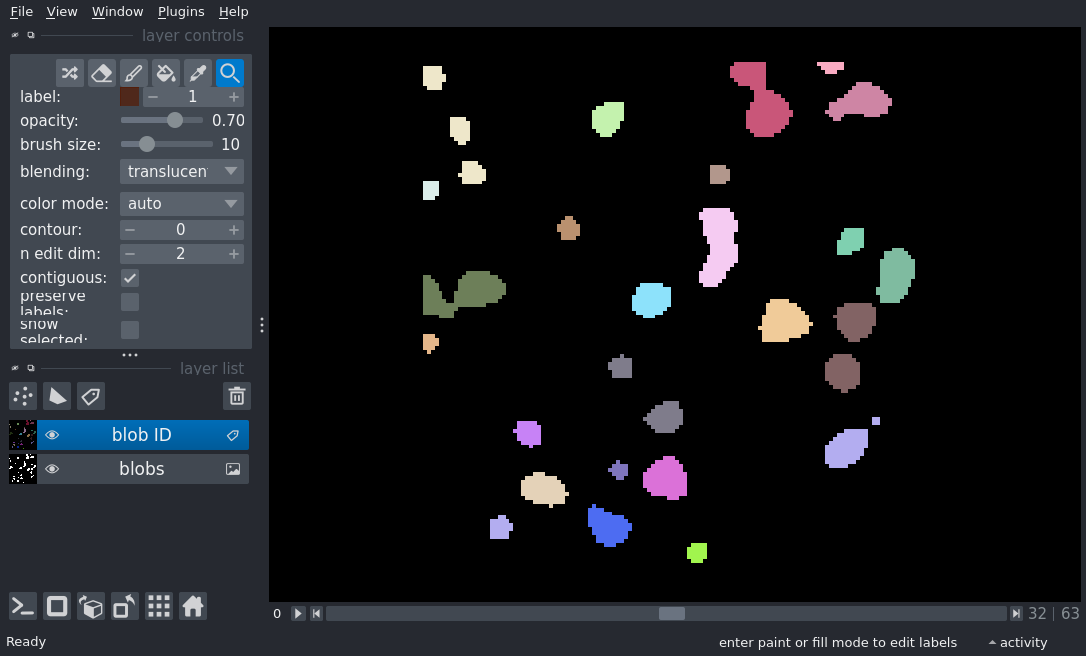 File View Window Plugins Help
layer controls
label: 1
opacity: 0.70
brush size: 10
blending: translucen
color mode: auto
contour: 0
n edit dim: 2
contiguous:
preserve
labels:
show
selected:
layer list
blob ID
blobs
0 32 | 63
Ready enter paint or fill mode to edit labels activity